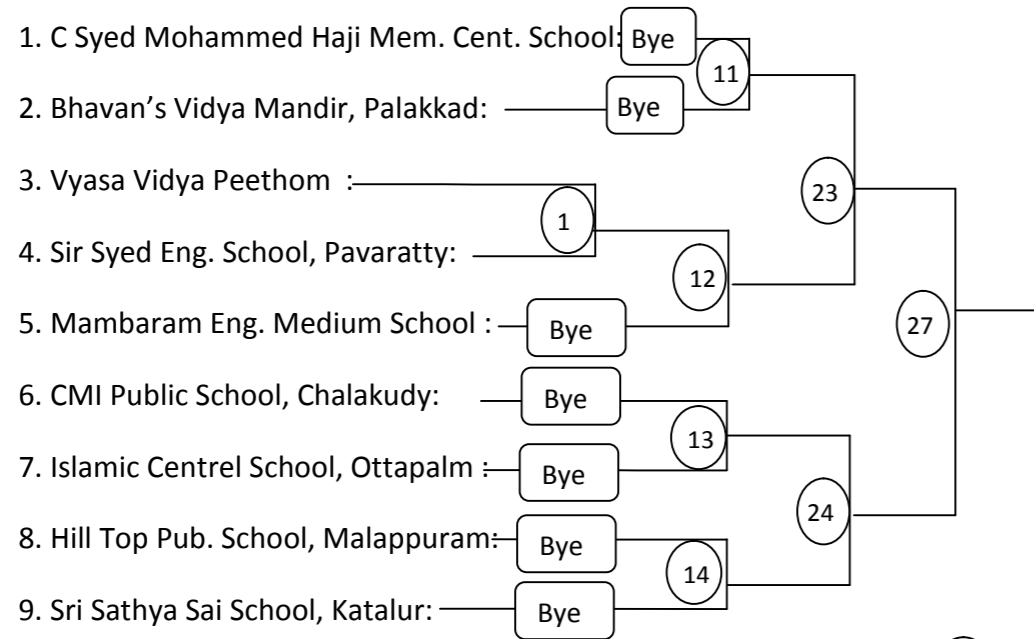 1. C Syed Mohammed Haji Mem. Cent. School: Bye
11
2. Bhavan’s Vidya Mandir, Palakkad: Bye
3. Vyasa Vidya Peethom :
23
1
4. Sir Syed Eng. School, Pavaratty:
12
5. Mambaram Eng. Medium School : Bye
27
6. CMI Public School, Chalakudy: Bye
13
7. Islamic Centrel School, Ottapalm : Bye
24
8. Hill Top Pub. School, Malappuram: Bye
14
9. Sri Sathya Sai School, Katalur: Bye